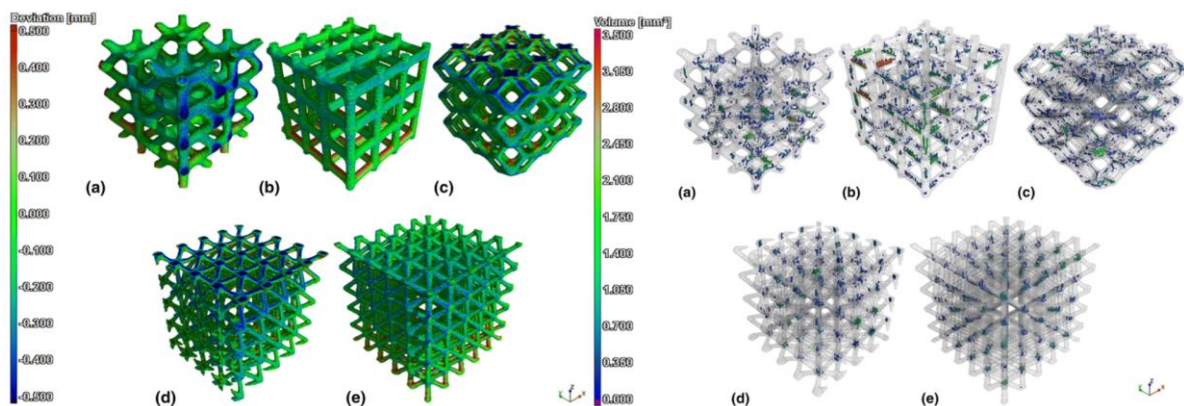 Deviation [mm]
0.500
0.400
0.300
0.200
0.100
0.000
-0.100
-0.200
-0.300
-0.400
-0.500
(a)
(b)
(c)
(d)
(e)
Volume [mm³]
3.500
3.150
2.800
2.450
2.100
1.750
1.400
1.050
0.700
0.350
0.000
(a)
(b)
(c)
(d)
(e)